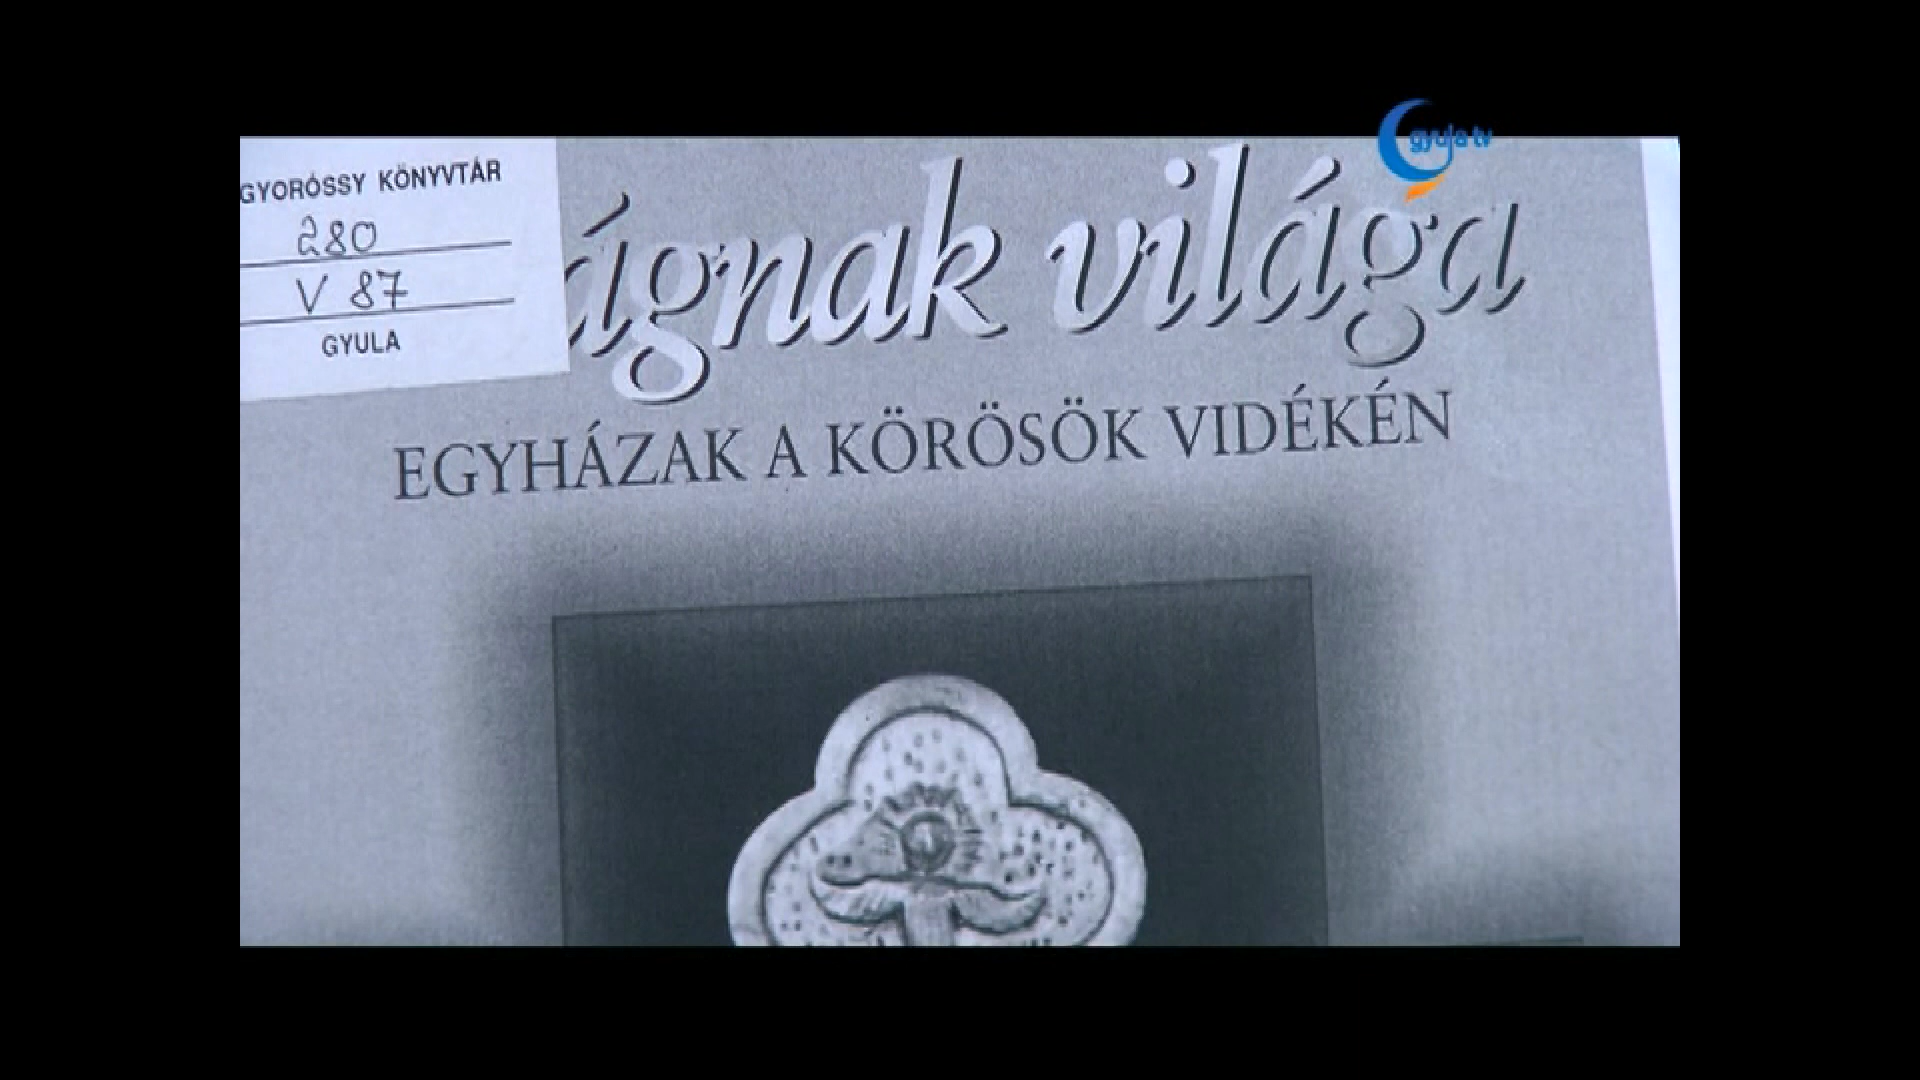 GYORÓSSY KÖNYVTÁR
280
V 87
GYULA
gyula tv
ágnak világa
EGYHÁZAK A KÖRÖSÖK VIDÉKÉN